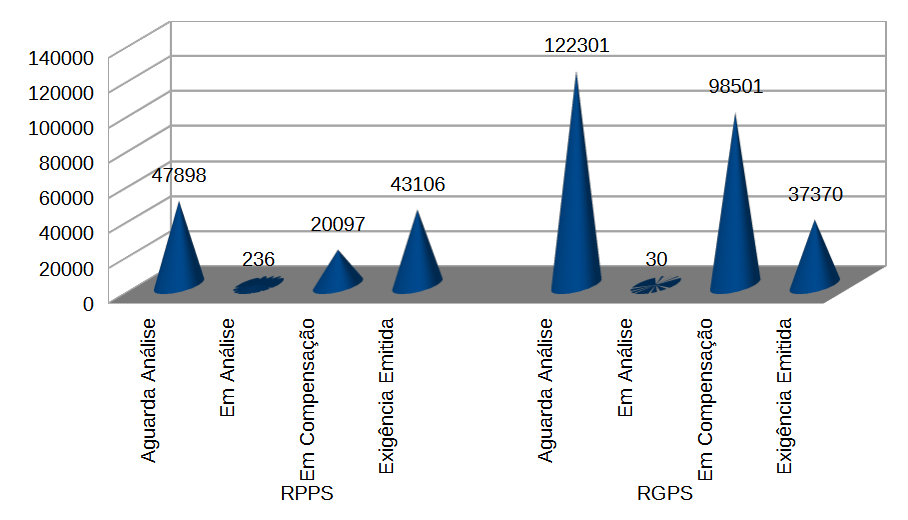 140000
120000
100000
80000
60000
40000
20000
0
47898
236
20097
43106
122301
30
98501
37370
Aguarda Análise
Em Análise
Em Compensação
Exigência Emitida
Aguarda Análise
Em Análise
Em Compensação
Exigência Emitida
RPPS
RGPS